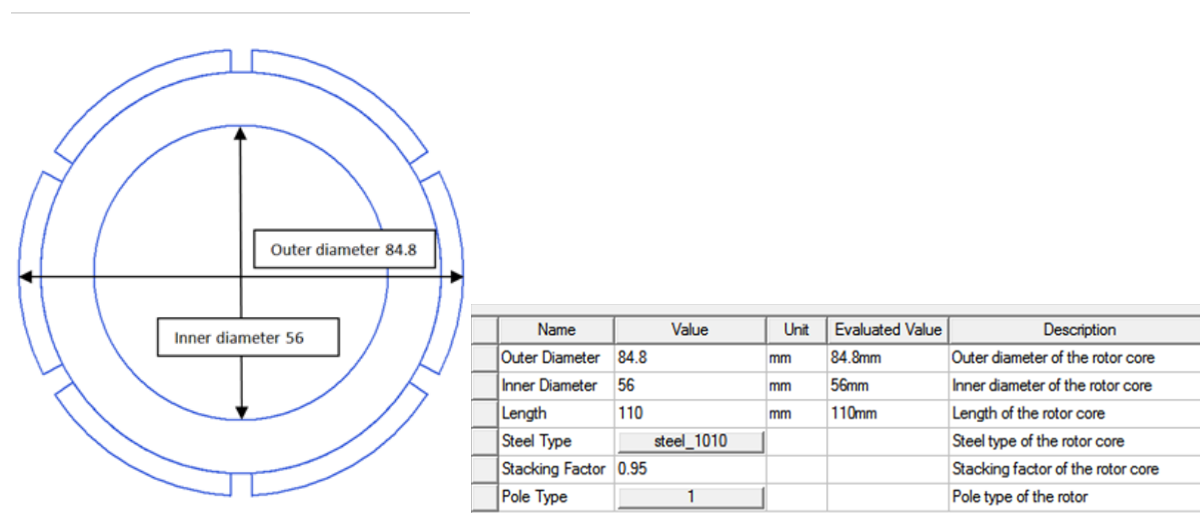 Outer diameter 84.8
Inner diameter 56
Name Value Unit Evaluated Value Description
Outer Diameter 84.8 mm 84.8mm Outer diameter of the rotor core
Inner Diameter 56 mm 56mm Inner diameter of the rotor core
Length 110 mm 110mm Length of the rotor core
Steel Type steel_1010 Steel type of the rotor core
Stacking Factor 0.95 Stacking factor of the rotor core
Pole Type 1 Pole type of the rotor